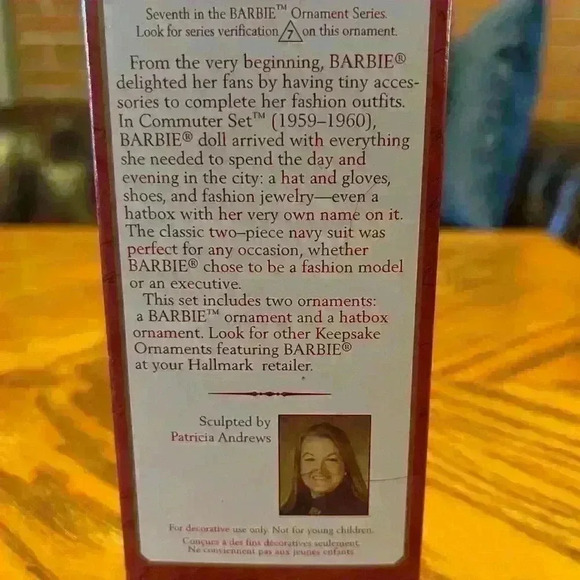 Seventh in the BARBIE™ Ornament Series.
Look for series verification 7 on this ornament.
From the very beginning, BARBIE®
delighted her fans by having tiny acces-
sories to complete her fashion outfits.
In Commuter Set™ (1959–1960),
BARBIE® doll arrived with everything
she needed to spend the day and
evening in the city: a hat and gloves,
shoes, and fashion jewelry—even a
hatbox with her very own name on it.
The classic two–piece navy suit was
perfect for any occasion, whether
BARBIE® chose to be a fashion model
or an executive.
This set includes two ornaments:
a BARBIE™ ornament and a hatbox
ornament. Look for other Keepsake
Ornaments featuring BARBIE®
at your Hallmark retailer.
Sculpted by
Patricia Andrews
For decorative use only. Not for young children.
Conçues à des fins décoratives seulement.
Ne conviennent pas aux jeunes enfants.